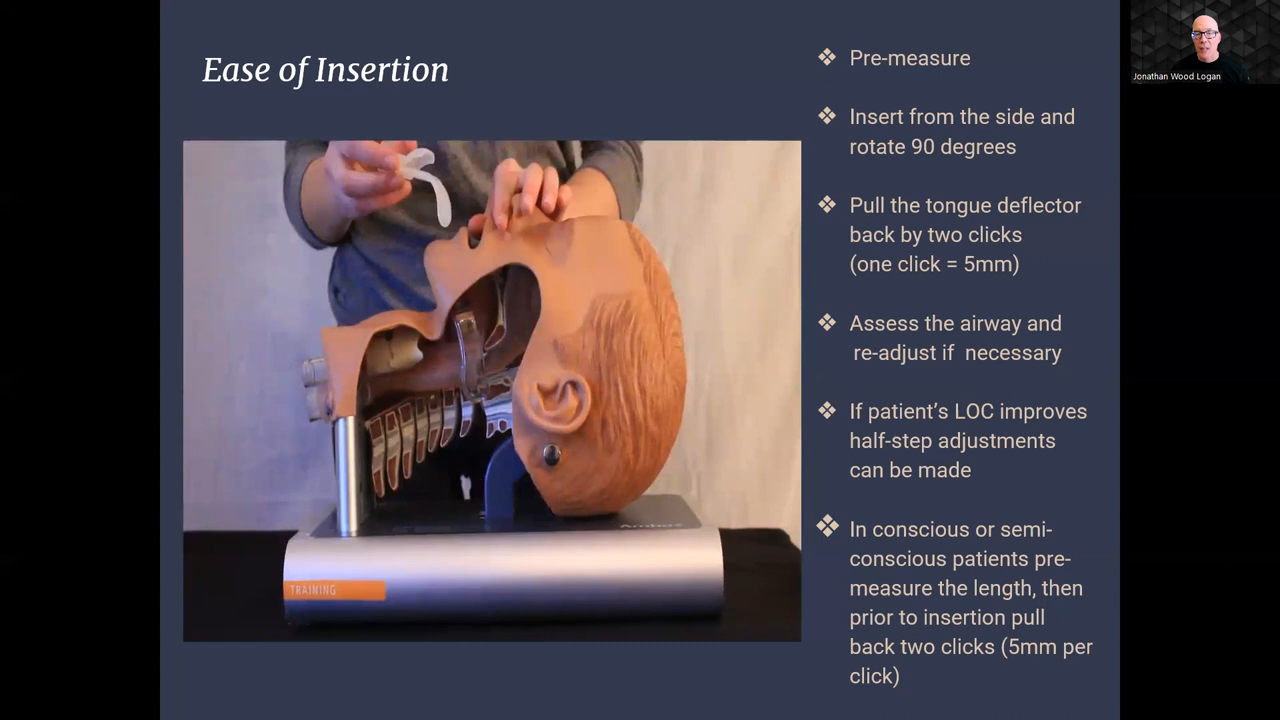 Ease of Insertion
Pre-measure
Insert from the side and
rotate 90 degrees
Pull the tongue deflector
back by two clicks
(one click = 5mm)
Assess the airway and
re-adjust if  necessary
If patient’s LOC improves
half-step adjustments
can be made
In conscious or semi-
conscious patients pre-
measure the length, then
prior to insertion pull
back two clicks (5mm per
click)
TRAINING
Jonathan Wood Logan